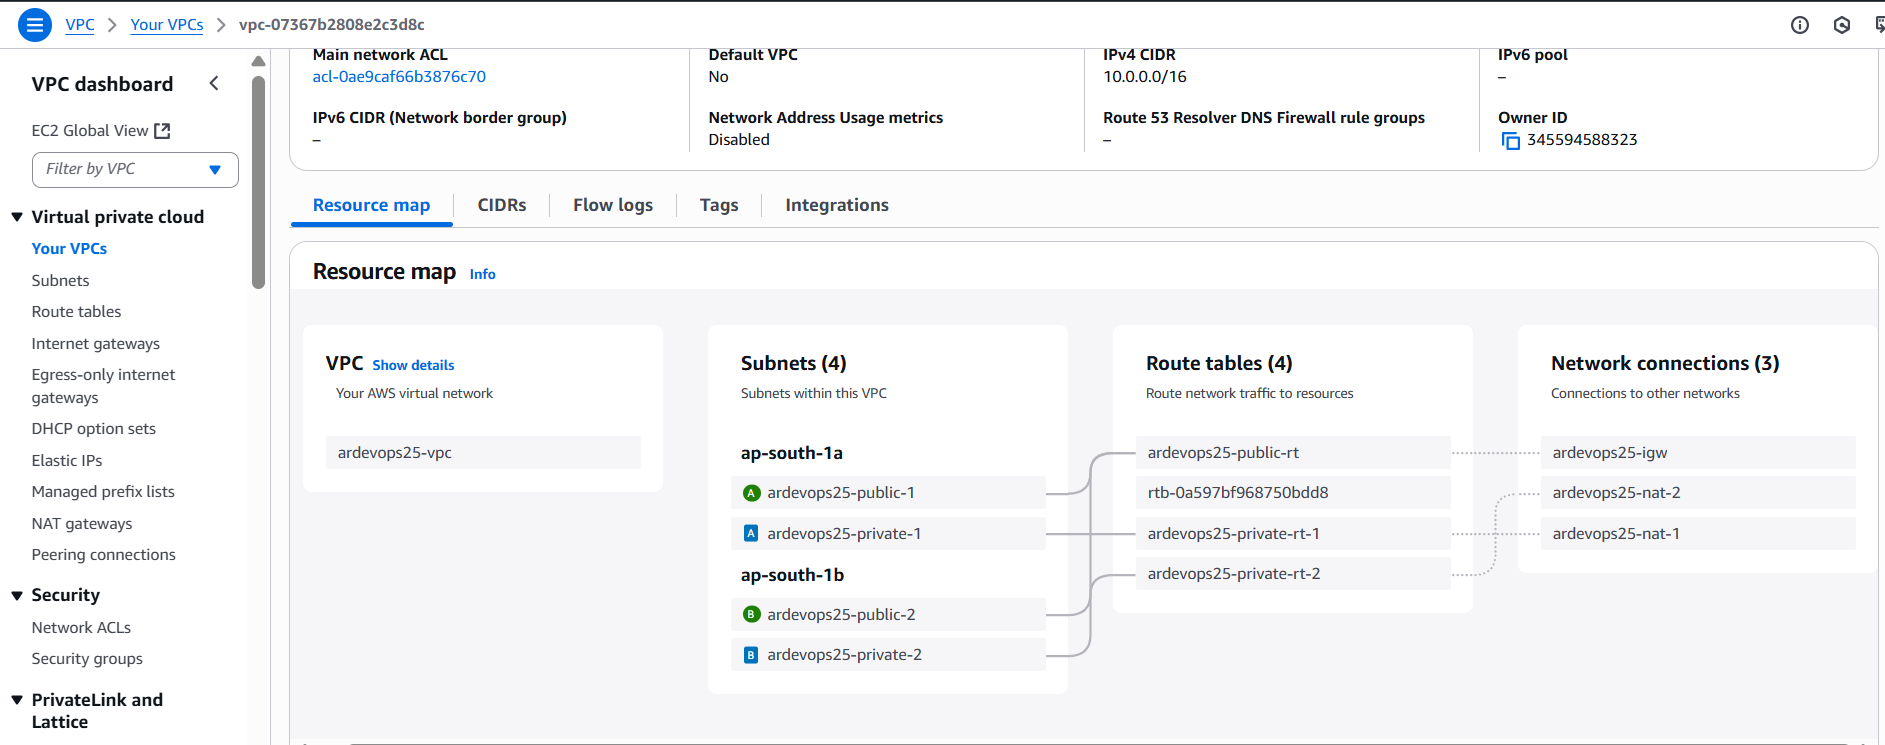 VPC > Your VPCs > vpc-07367b2808e2c3d8c
VPC dashboard
EC2 Global View
Filter by VPC
Virtual private cloud
Your VPCs
Subnets
Route tables
Internet gateways
Egress-only internet
gateways
DHCP option sets
Elastic IPs
Managed prefix lists
NAT gateways
Peering connections
Security
Network ACLs
Security groups
PrivateLink and
Lattice
Main network ACL
acl-0ae9caf66b3876c70
Default VPC
No
IPv4 CIDR
10.0.0.0/16
IPv6 pool
–
IPv6 CIDR (Network border group)
–
Network Address Usage metrics
Disabled
Route 53 Resolver DNS Firewall rule groups
–
Owner ID
345594588323
Resource map
CIDRs
Flow logs
Tags
Integrations
Resource map Info
VPC Show details
Your AWS virtual network
ardevops25-vpc
Subnets (4)
Subnets within this VPC
ap-south-1a
A ardevops25-public-1
A ardevops25-private-1
ap-south-1b
B ardevops25-public-2
B ardevops25-private-2
Route tables (4)
Route network traffic to resources
ardevops25-public-rt
rtb-0a597bf968750bdd8
ardevops25-private-rt-1
ardevops25-private-rt-2
Network connections (3)
Connections to other networks
ardevops25-igw
ardevops25-nat-2
ardevops25-nat-1